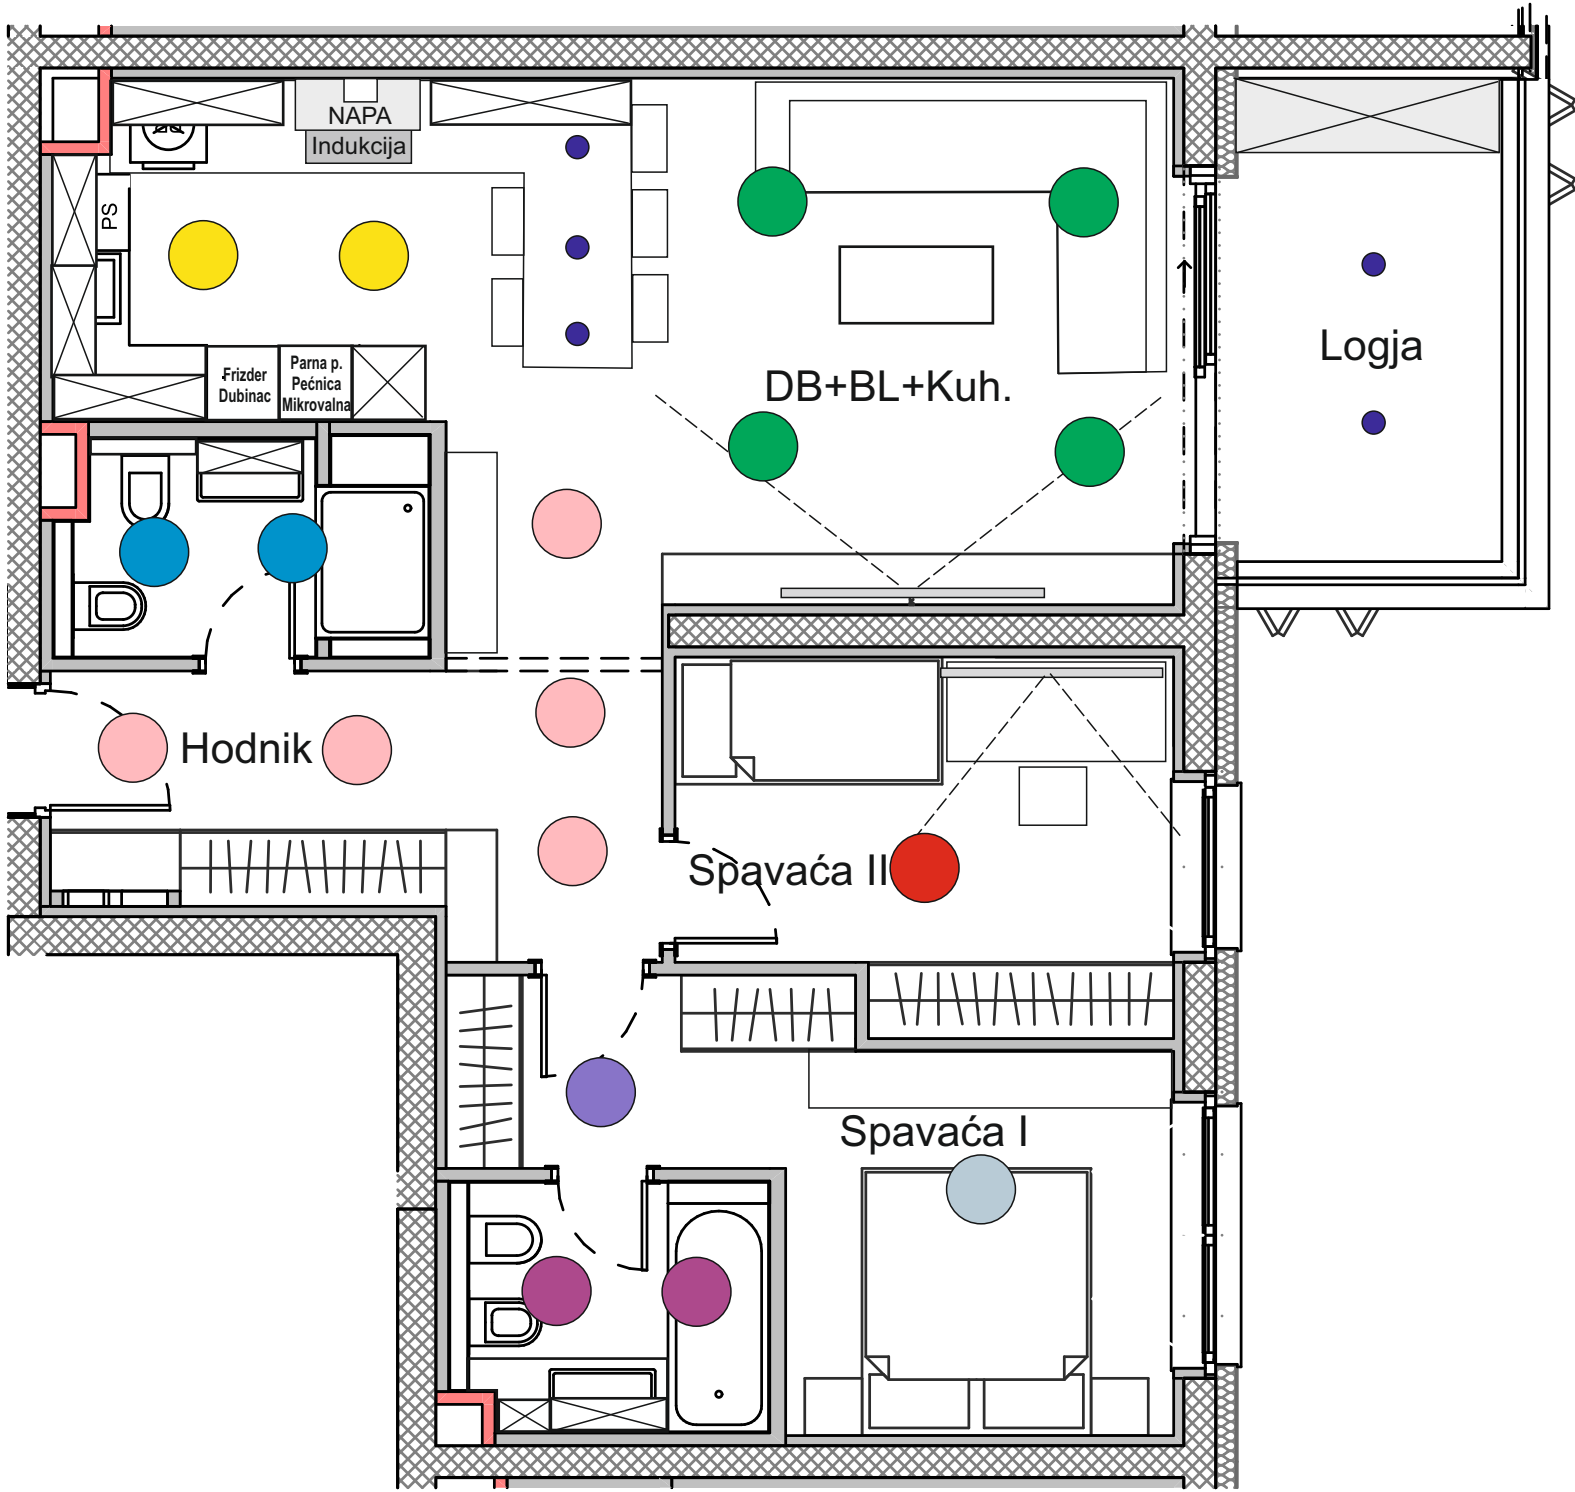 NAPA
Indukcija
PS
Frizder
Dubinac
Parna p.
Pećnica
Mikrovalna
DB+BL+Kuh.
Logja
Hodnik
Spavaća II
Spavaća I